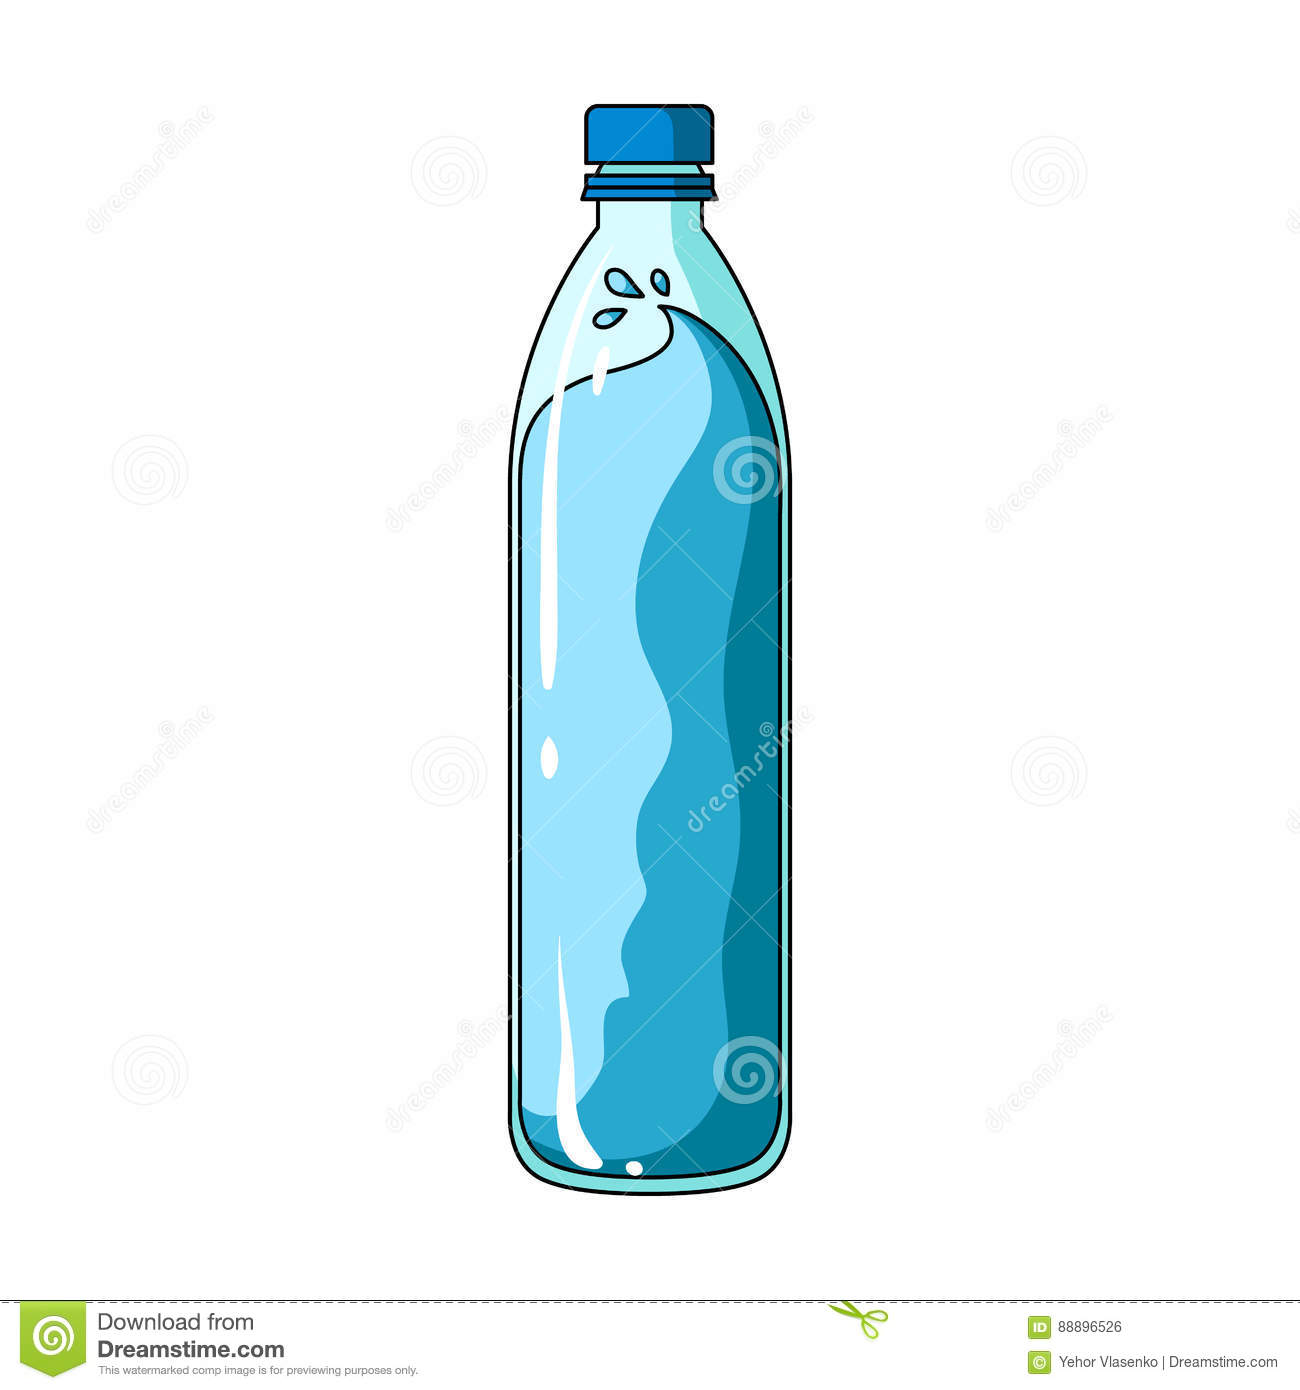 dreamstime
Download from
Dreamstime.com
This watermarked comp image is for previewing purposes only.
ID 88896526
© Yehor Vlasenko | Dreamstime.com